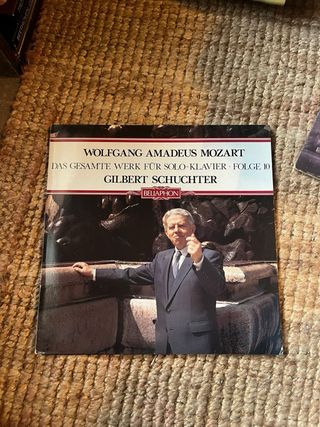 WOLFGANG AMADEUS MOZART
DAS GESAMTE WERK FÜR SOLO-KLAVIER · FOLGE 10
GILBERT SCHUCHTER
BELLAPHON